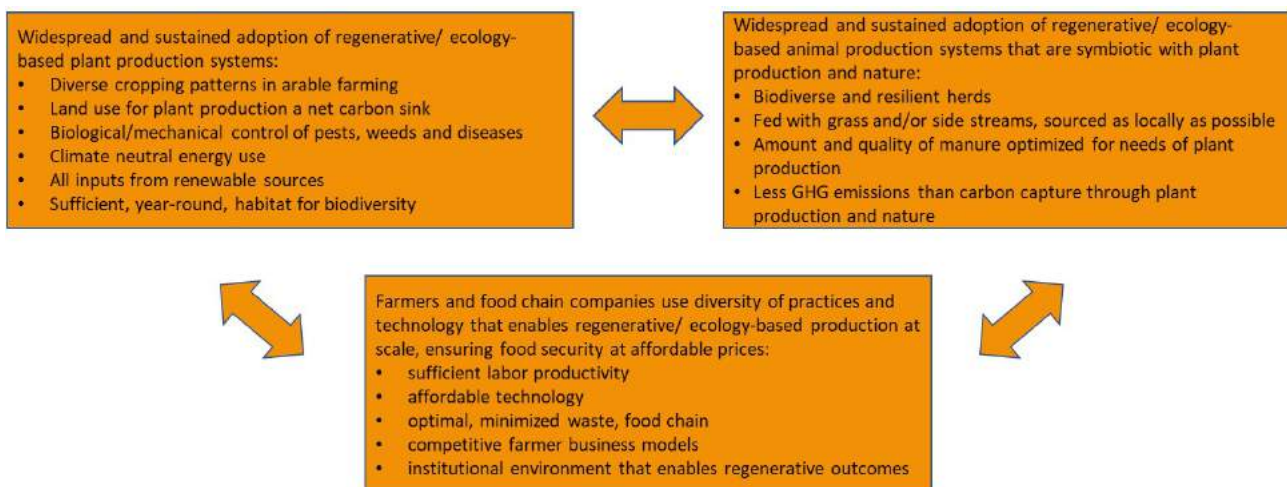 Widespread and sustained adoption of regenerative/ ecology-
based plant production systems:
• Diverse cropping patterns in arable farming
• Land use for plant production a net carbon sink
• Biological/mechanical control of pests, weeds and diseases
• Climate neutral energy use
• All inputs from renewable sources
• Sufficient, year-round, habitat for biodiversity
Widespread and sustained adoption of regenerative/ ecology-
based animal production systems that are symbiotic with plant
production and nature:
• Biodiverse and resilient herds
• Fed with grass and/or side streams, sourced as locally as possible
• Amount and quality of manure optimized for needs of plant
production
• Less GHG emissions than carbon capture through plant
production and nature
Farmers and food chain companies use diversity of practices and
technology that enables regenerative/ ecology-based production at
scale, ensuring food security at affordable prices:
• sufficient labor productivity
• affordable technology
• optimal, minimized waste, food chain
• competitive farmer business models
• institutional environment that enables regenerative outcomes